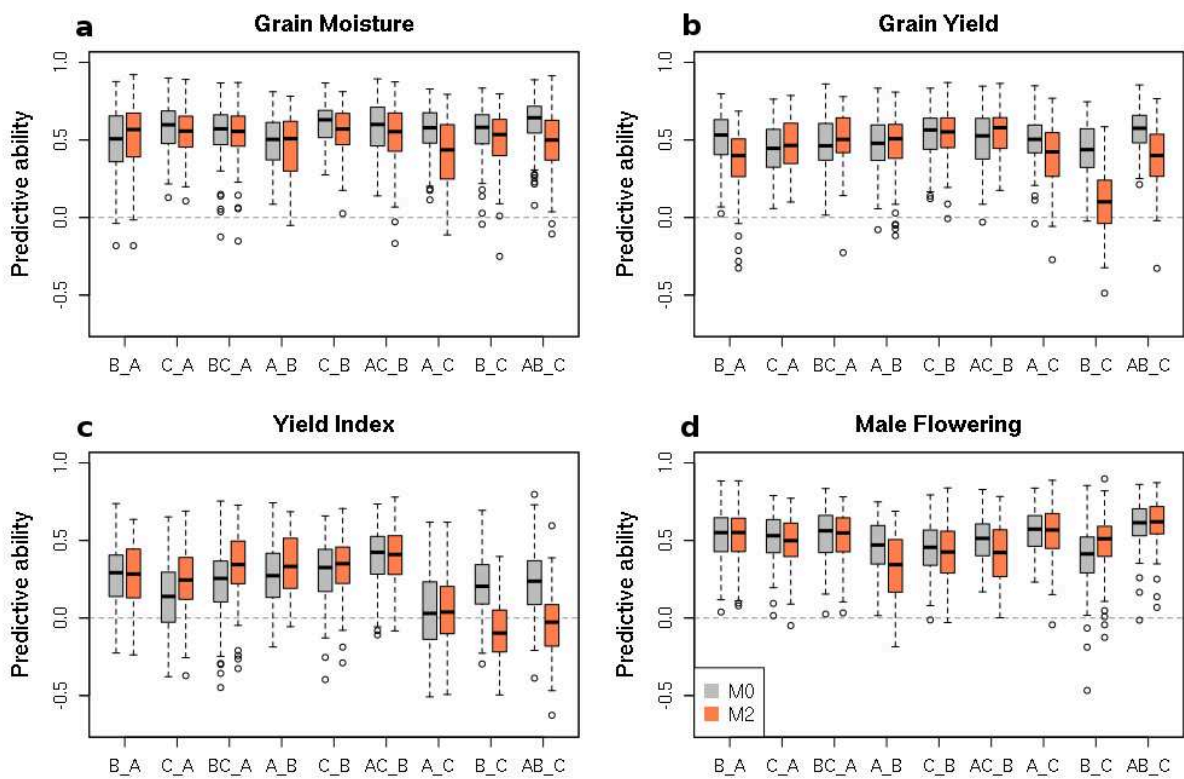 a Grain Moisture
Predictive ability
1.0
0.5
0.0
-0.5
B_A C_A BC_A A_B C_B AC_B A_C B_C AB_C
b Grain Yield
Predictive ability
1.0
0.5
0.0
-0.5
B_A C_A BC_A A_B C_B AC_B A_C B_C AB_C
c Yield Index
Predictive ability
1.0
0.5
0.0
-0.5
B_A C_A BC_A A_B C_B AC_B A_C B_C AB_C
d Male Flowering
Predictive ability
1.0
0.5
0.0
-0.5
M0
M2
B_A C_A BC_A A_B C_B AC_B A_C B_C AB_C